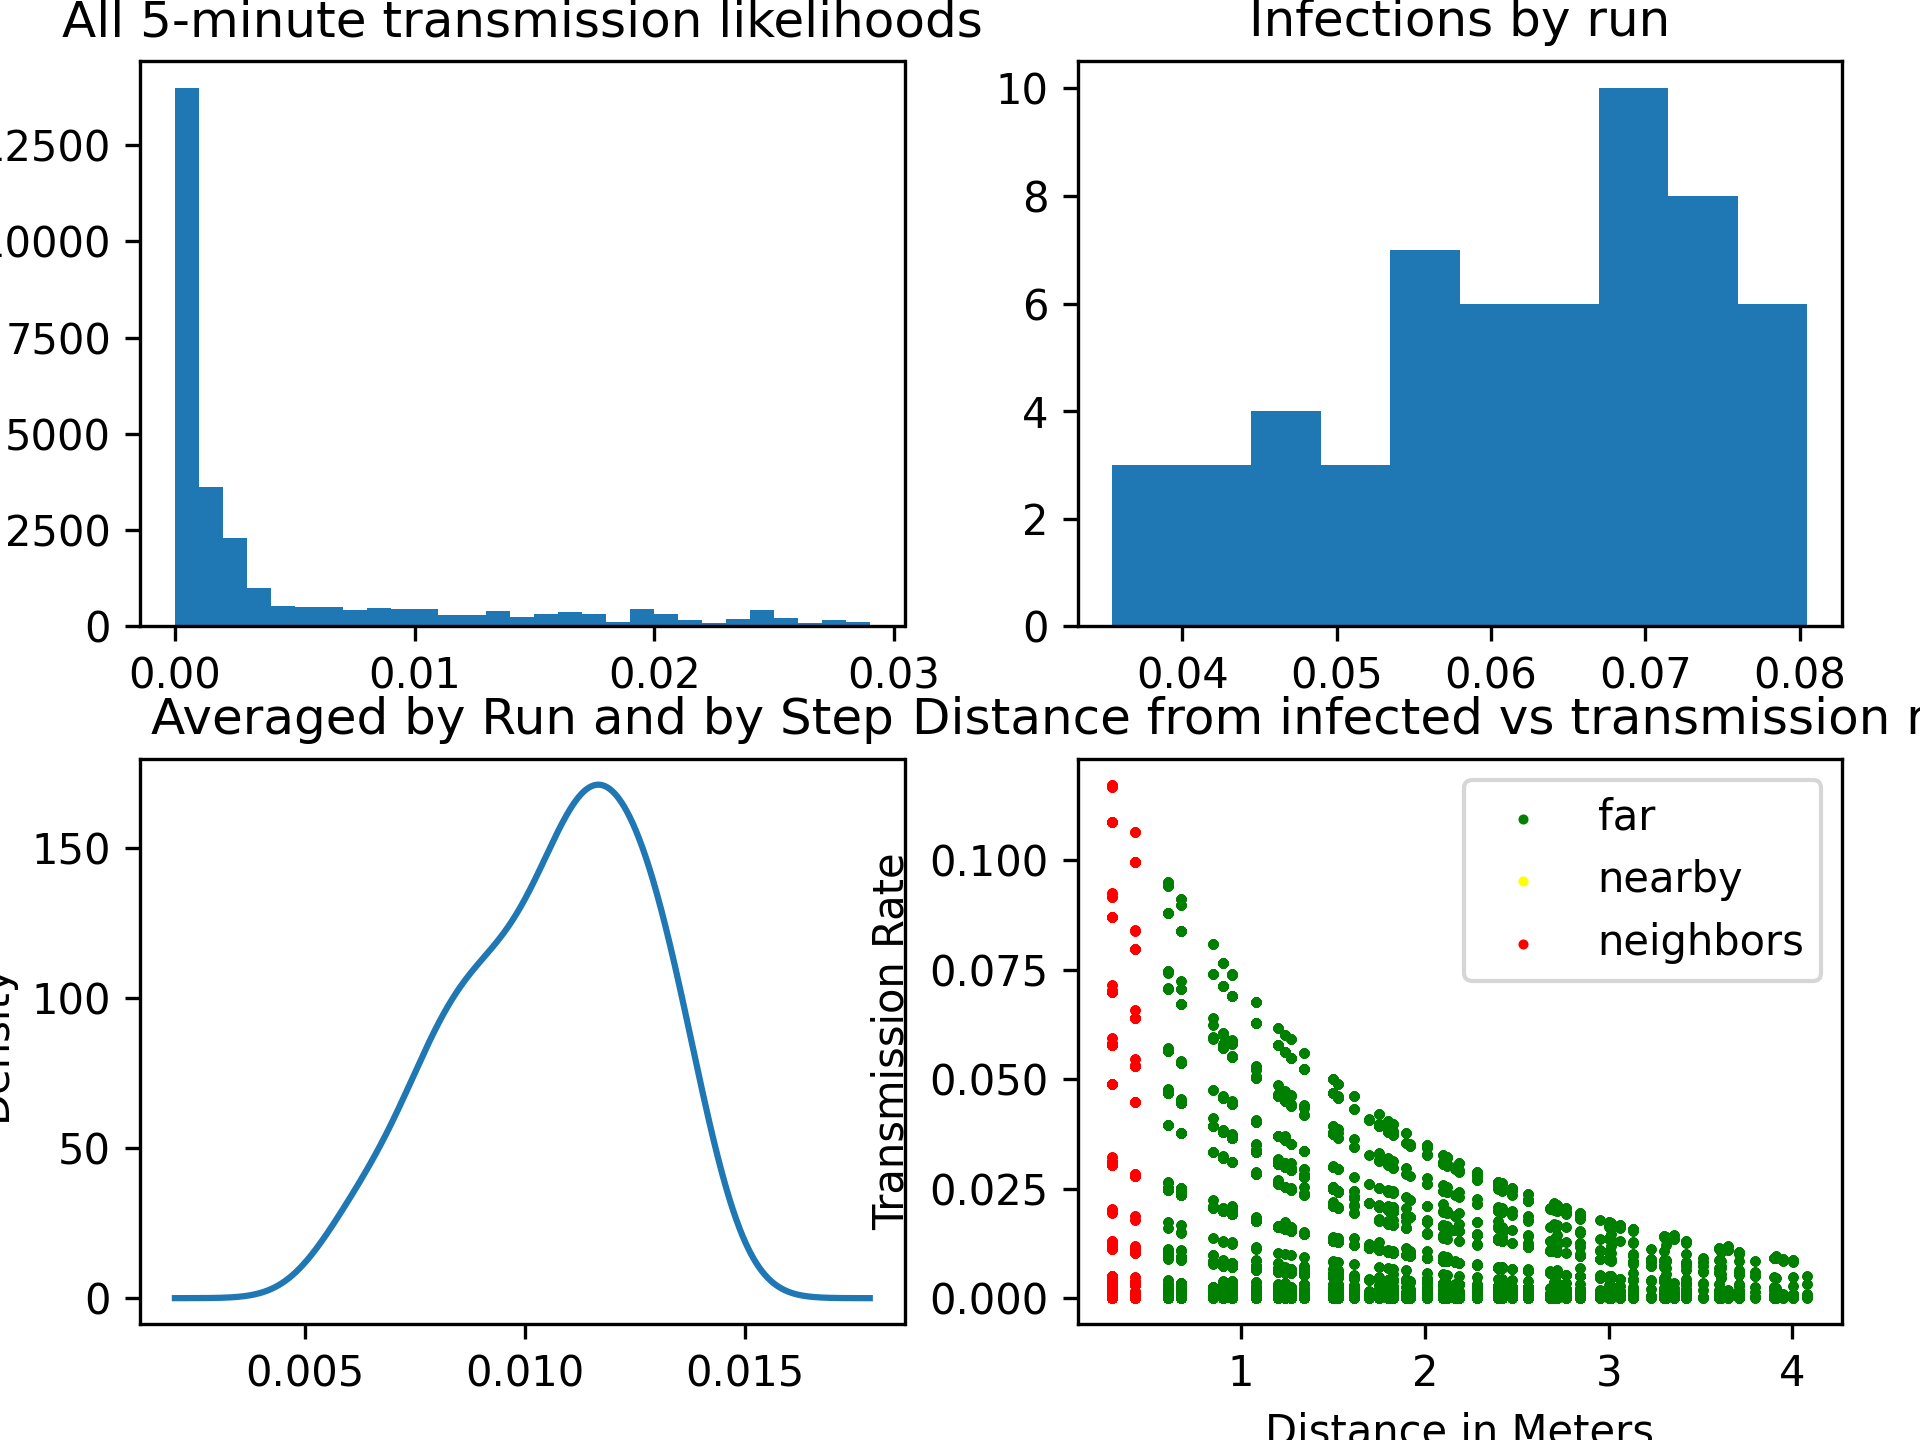 All 5-minute transmission likelihoods
2500
0000
7500
5000
2500
0
0.00 0.01 0.02 0.03
Infections by run
10
8
6
4
2
0
0.04 0.05 0.06 0.07 0.08
Averaged by Run and by Step
150
100
50
0
Density
0.005 0.010 0.015
Distance from infected vs transmission r
Transmission Rate
0.100
0.075
0.050
0.025
0.000
far
nearby
neighbors
1 2 3 4
Distance in Meters